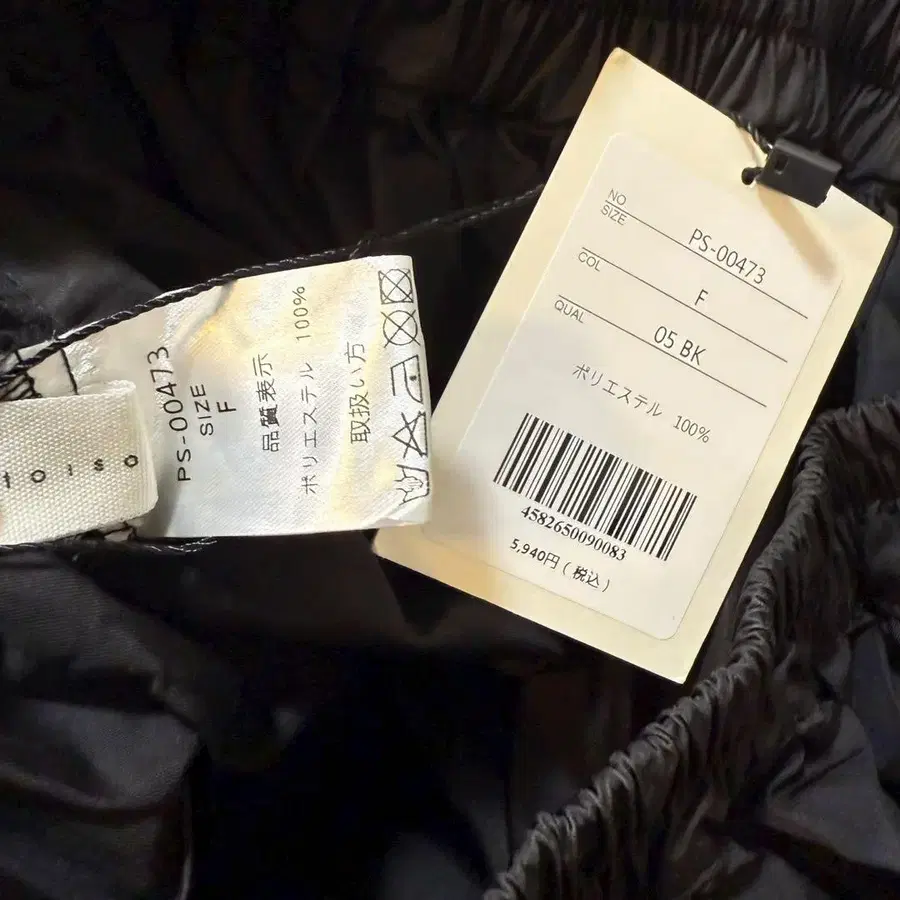 toiso
PS-00473
SIZE
F
品質表示
ポリエステル 100%
取扱い方
NO
SIZE
PS-00473
COL
F
QUAL
05 BK
ポリエステル 100%
4582650090083
5,940円 (税込)